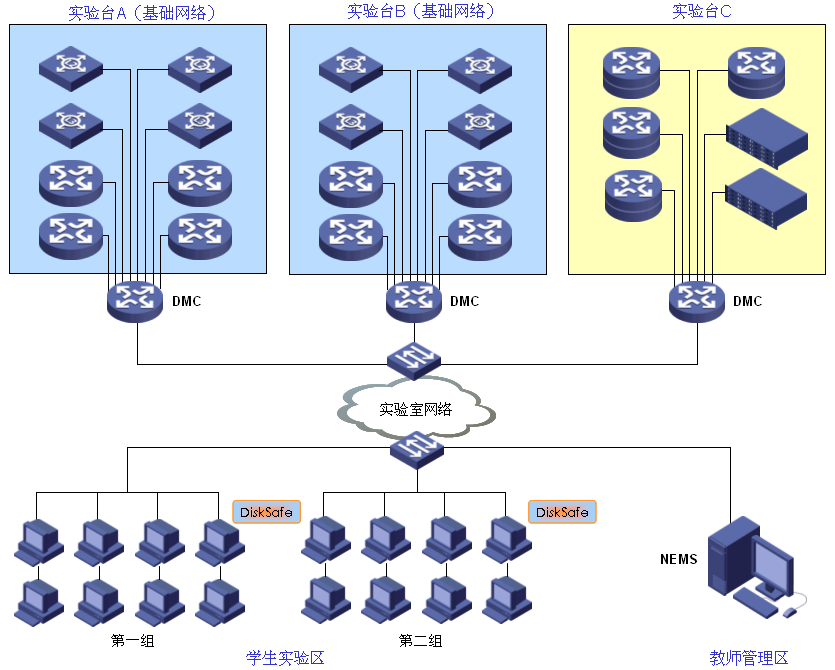 实验台A（基础网络）
实验台B（基础网络）
实验台C
DMC
DMC
DMC
实验室网络
DiskSafe
DiskSafe
NEMS
第一组
第二组
学生实验区
教师管理区